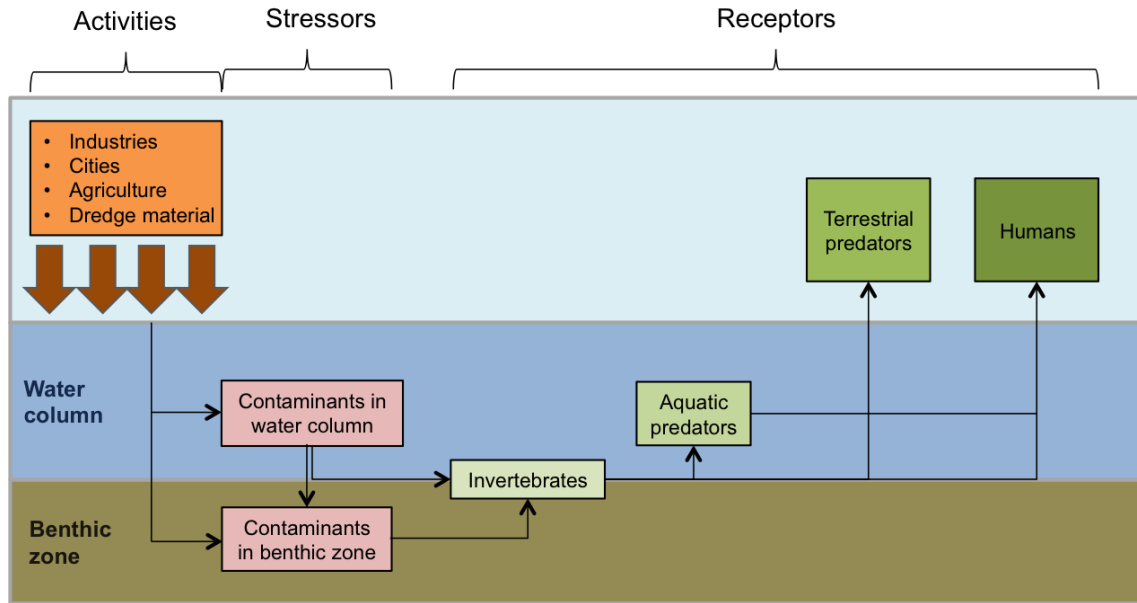 Activities
Stressors
Receptors
• Industries
• Cities
• Agriculture
• Dredge material
Terrestrial
predators
Humans
Water
column
Contaminants in
water column
Aquatic
predators
Invertebrates
Benthic
zone
Contaminants
in benthic zone